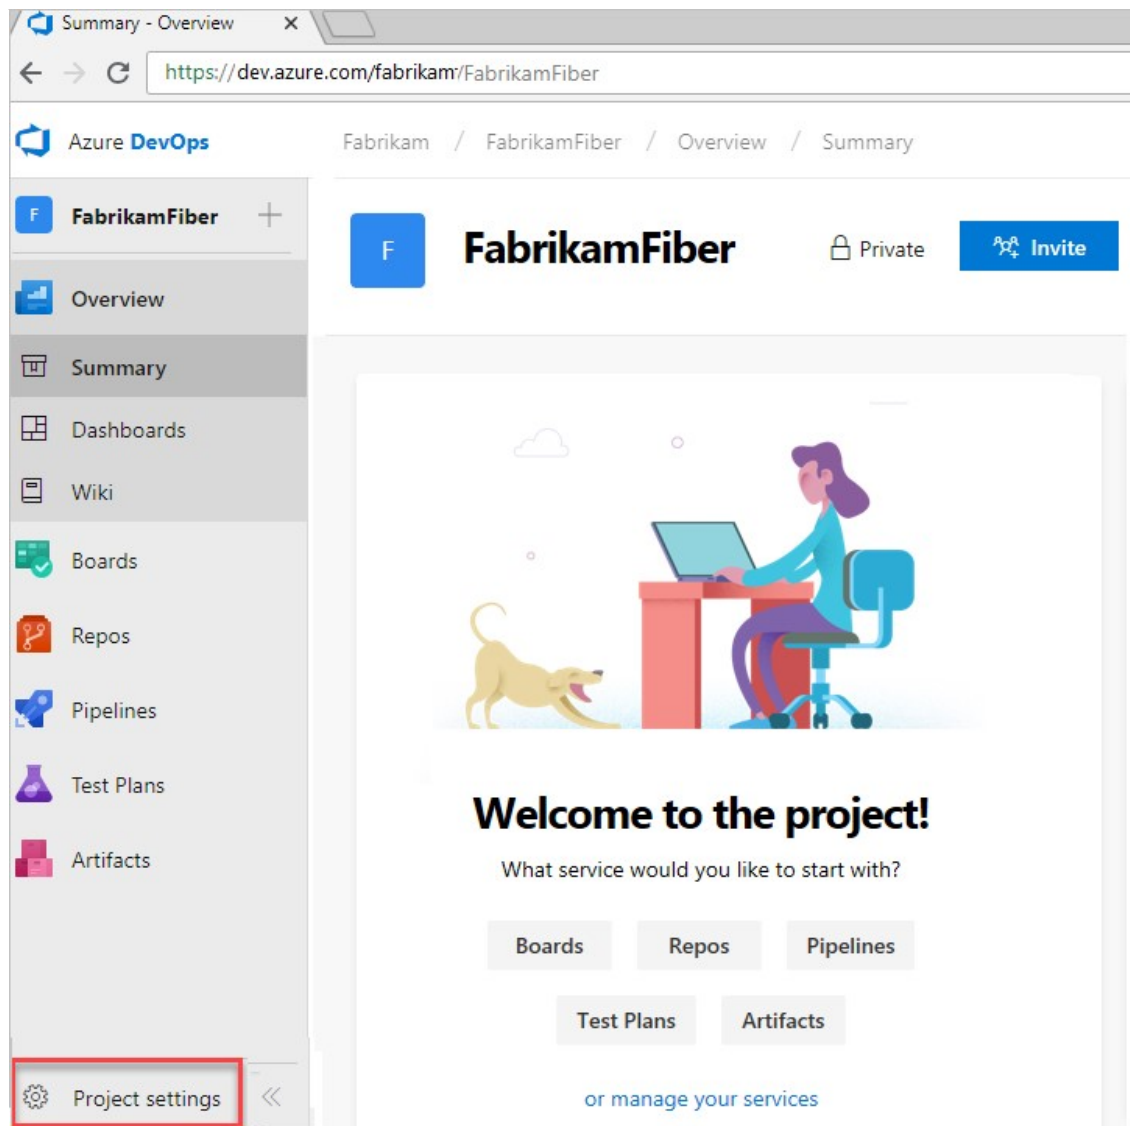 Summary - Overview
https://dev.azure.com/fabrikam/FabrikamFiber
Azure DevOps
Fabrikam / FabrikamFiber / Overview / Summary
F FabrikamFiber
F FabrikamFiber Private Invite
Overview
Summary
Dashboards
Wiki
Boards
Repos
Pipelines
Test Plans
Artifacts
Project settings
Welcome to the project!
What service would you like to start with?
Boards Repos Pipelines
Test Plans Artifacts
or manage your services